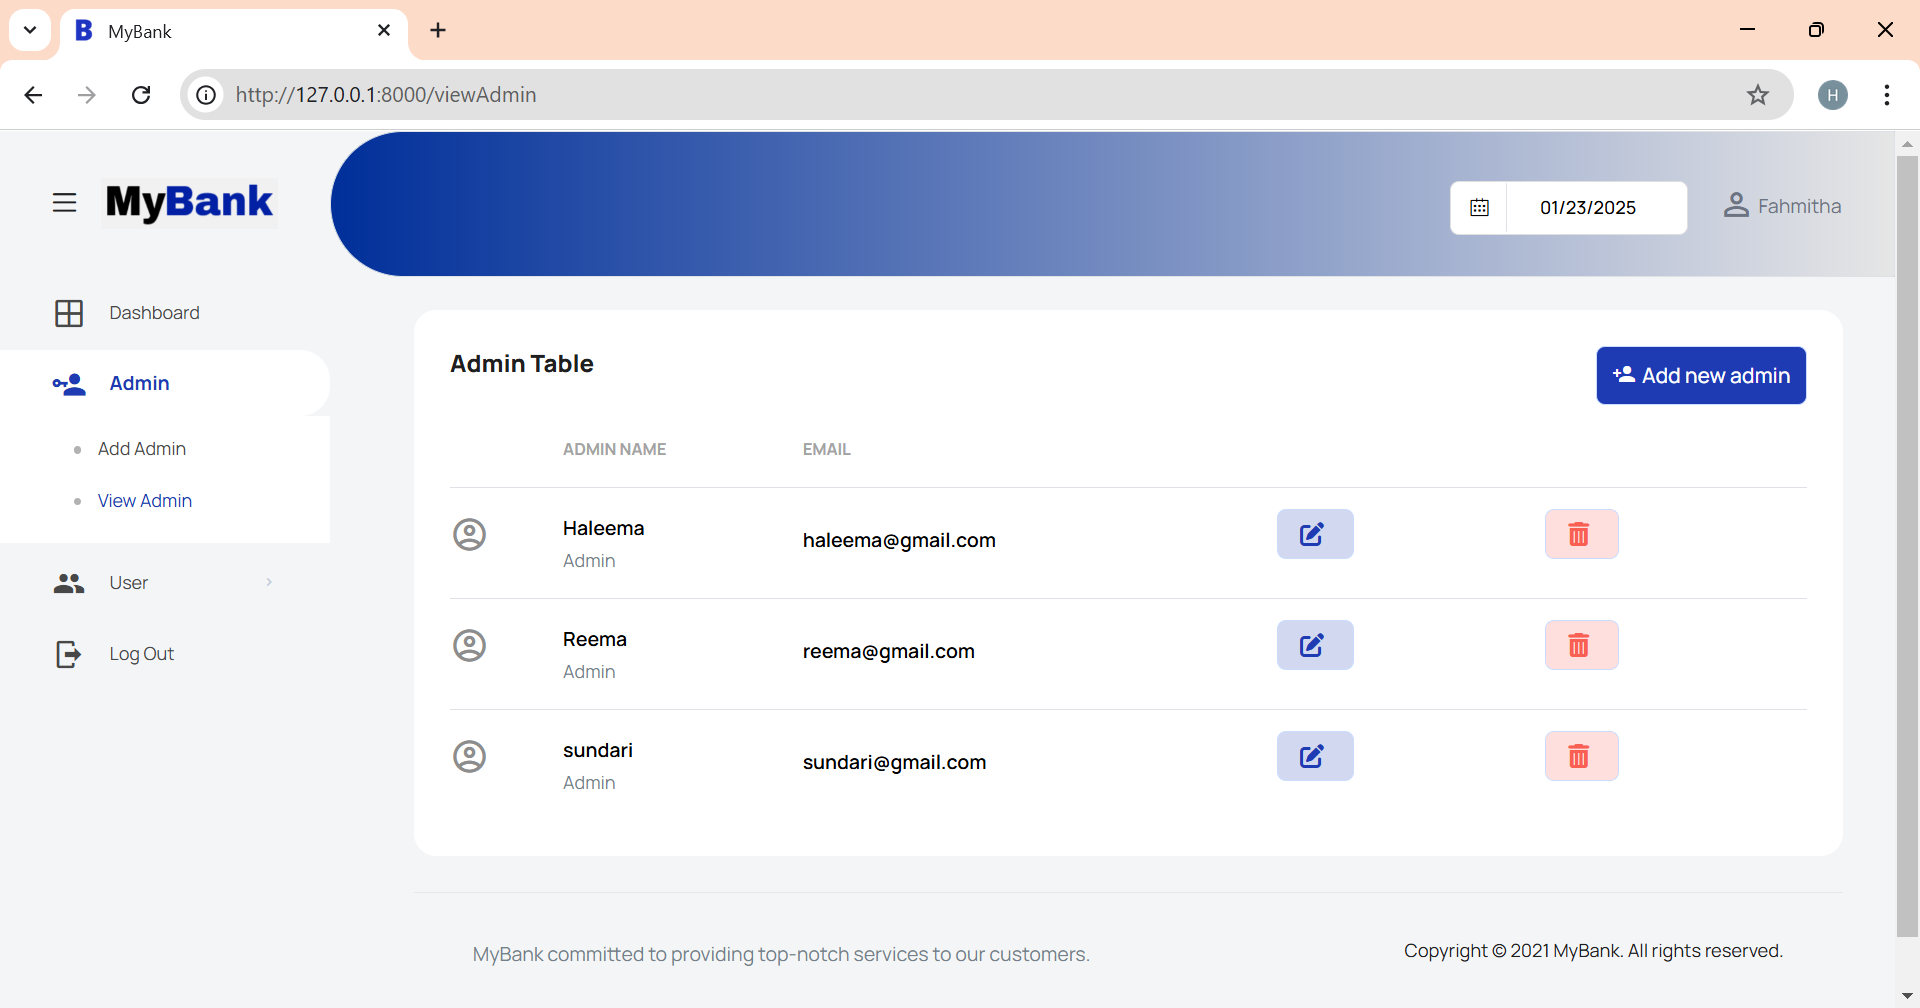 B MyBank
http://127.0.0.1:8000/viewAdmin
H
MyBank
01/23/2025
Fahmitha
Dashboard
Admin
Add Admin
View Admin
User
Log Out
Admin Table
Add new admin
ADMIN NAME EMAIL
Haleema
Admin
haleema@gmail.com
Reema
Admin
reema@gmail.com
sundari
Admin
sundari@gmail.com
MyBank committed to providing top-notch services to our customers.
Copyright © 2021 MyBank. All rights reserved.